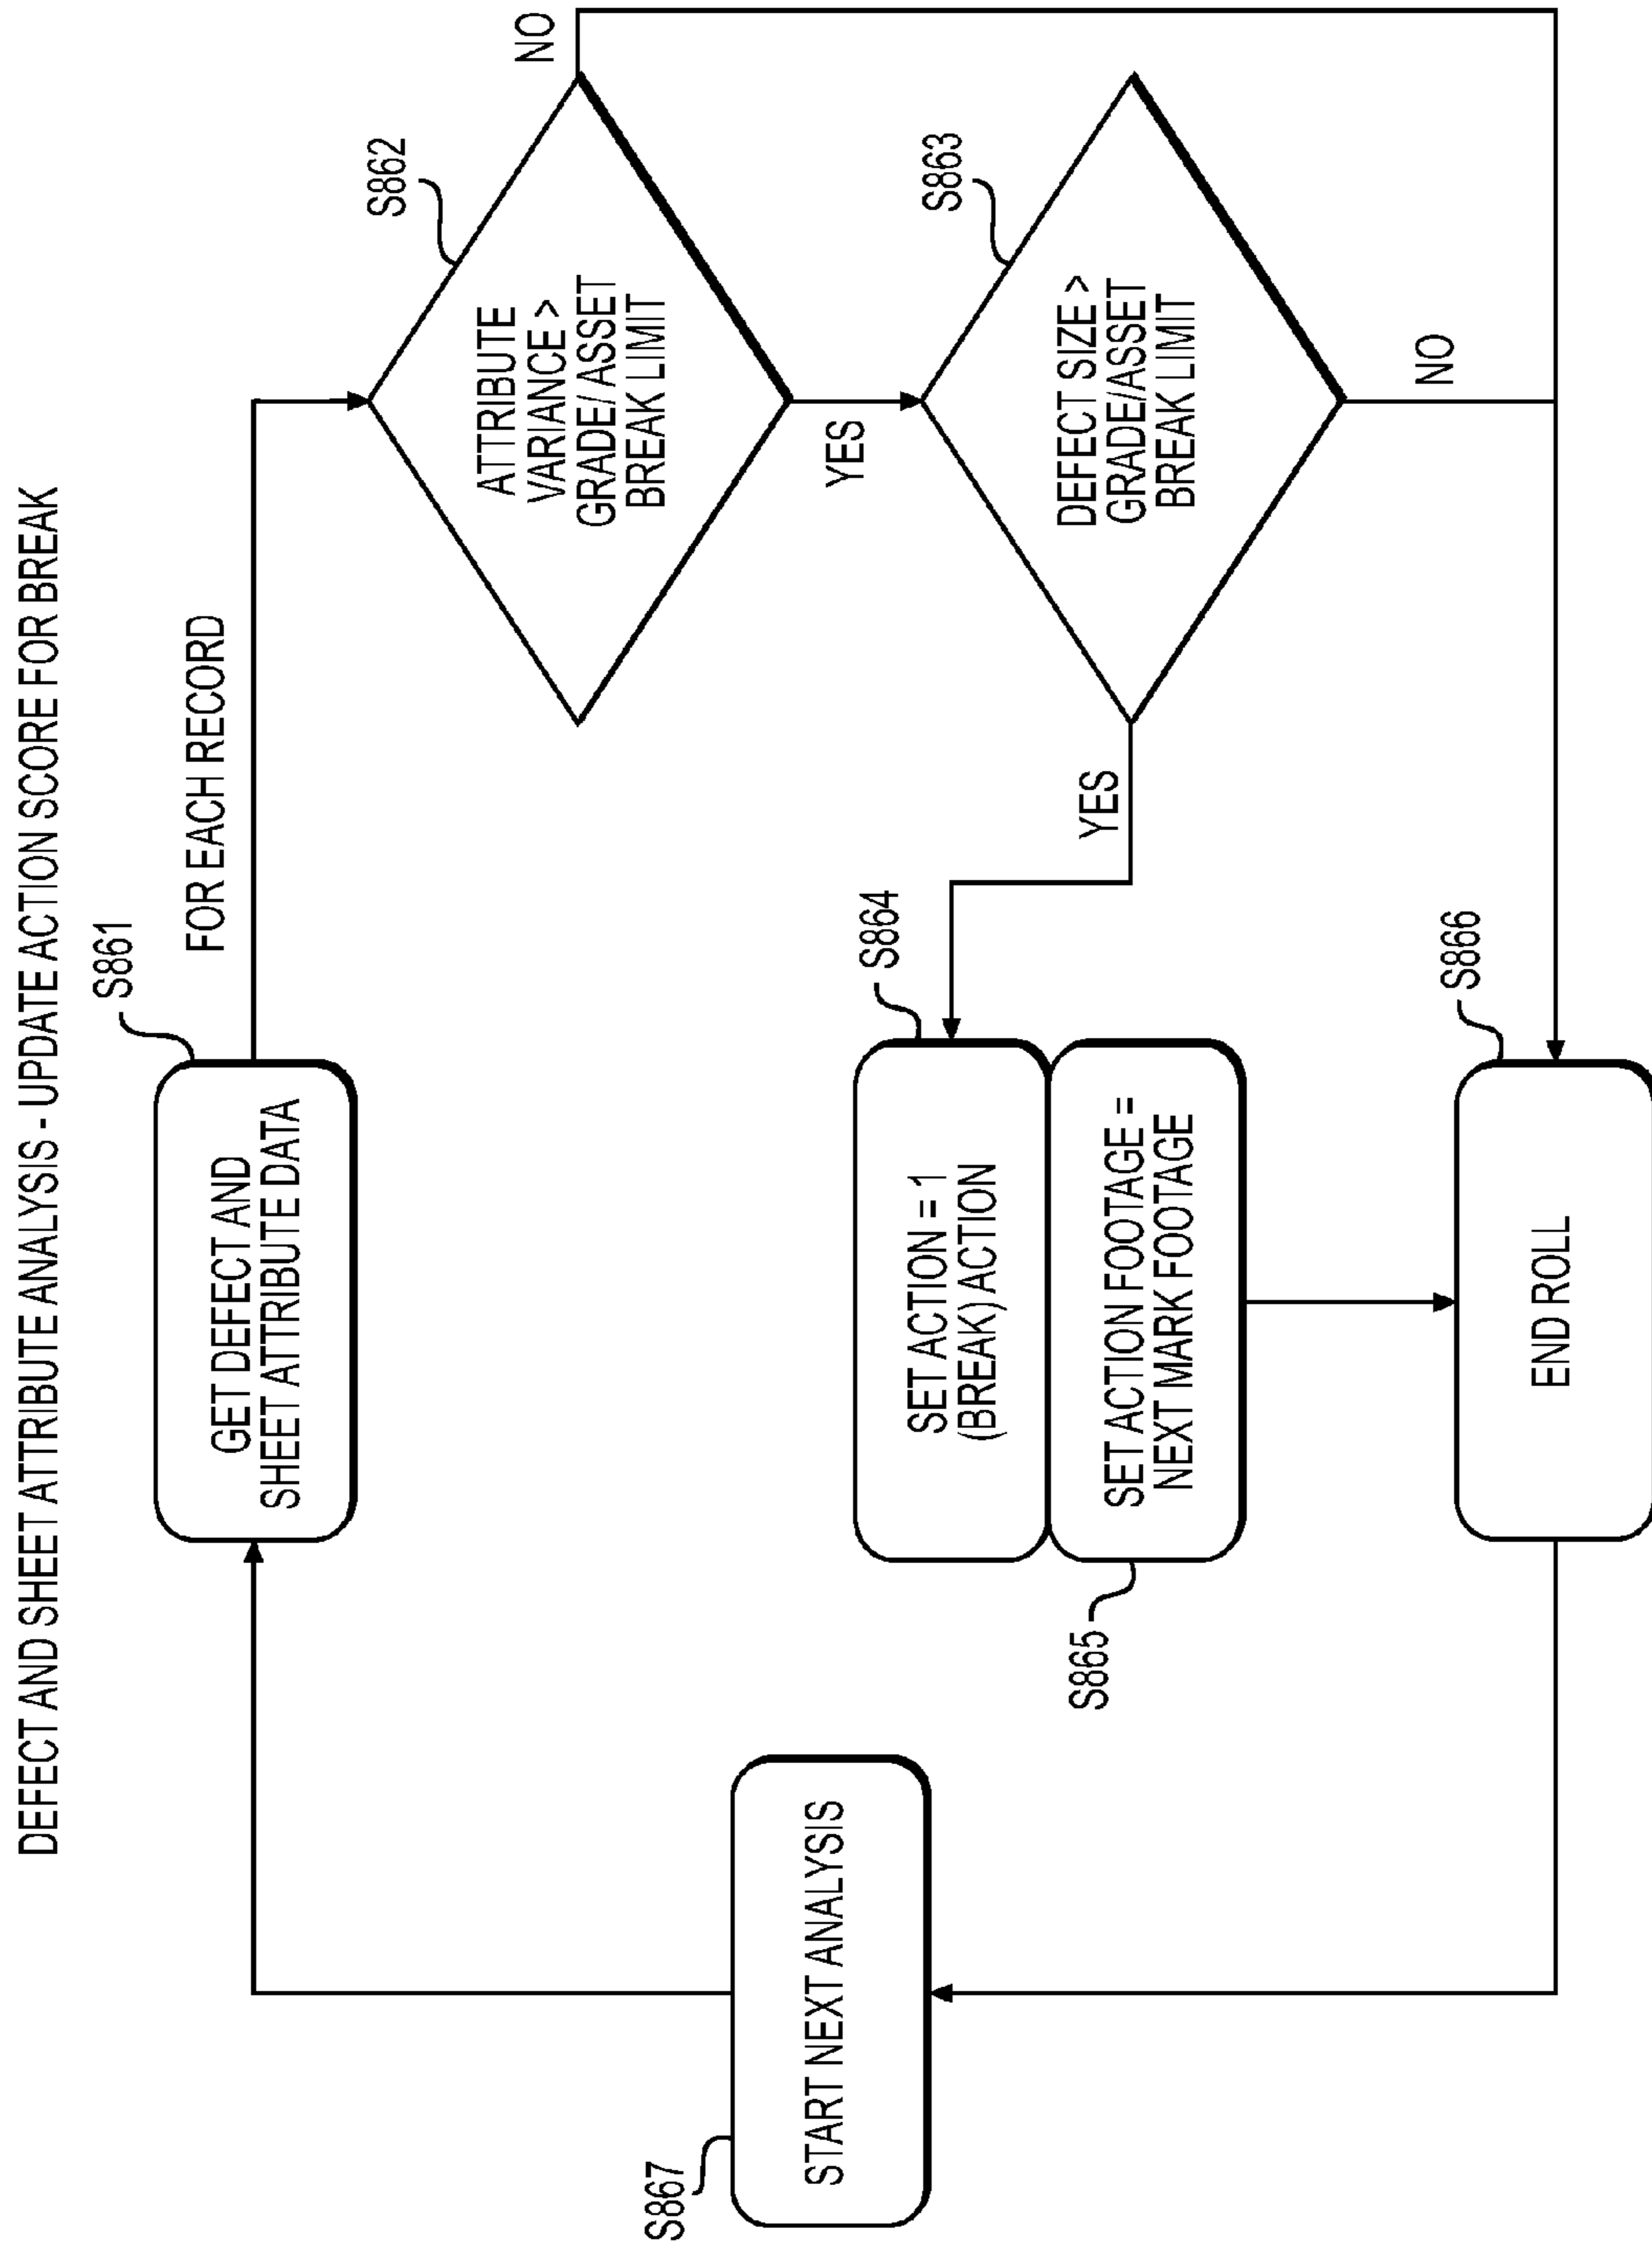 DEFECT AND SHEET ATTRIBUTE ANALYSIS - UPDATE ACTION SCORE FOR BREAK
S861
GET DEFECT AND
SHEET ATTRIBUTE DATA
FOR EACH RECORD
S862
ATTRIBUTE
VARIANCE >
GRADE/ASSET
BREAK LIMIT
NO
YES
S863
DEFECT SIZE >
GRADE/ASSET
BREAK LIMIT
NO
YES
S864
SET ACTION = 1
(BREAK) ACTION
S865
SET ACTION FOOTAGE =
NEXT MARK FOOTAGE
S866
END ROLL
S867
START NEXT ANALYSIS